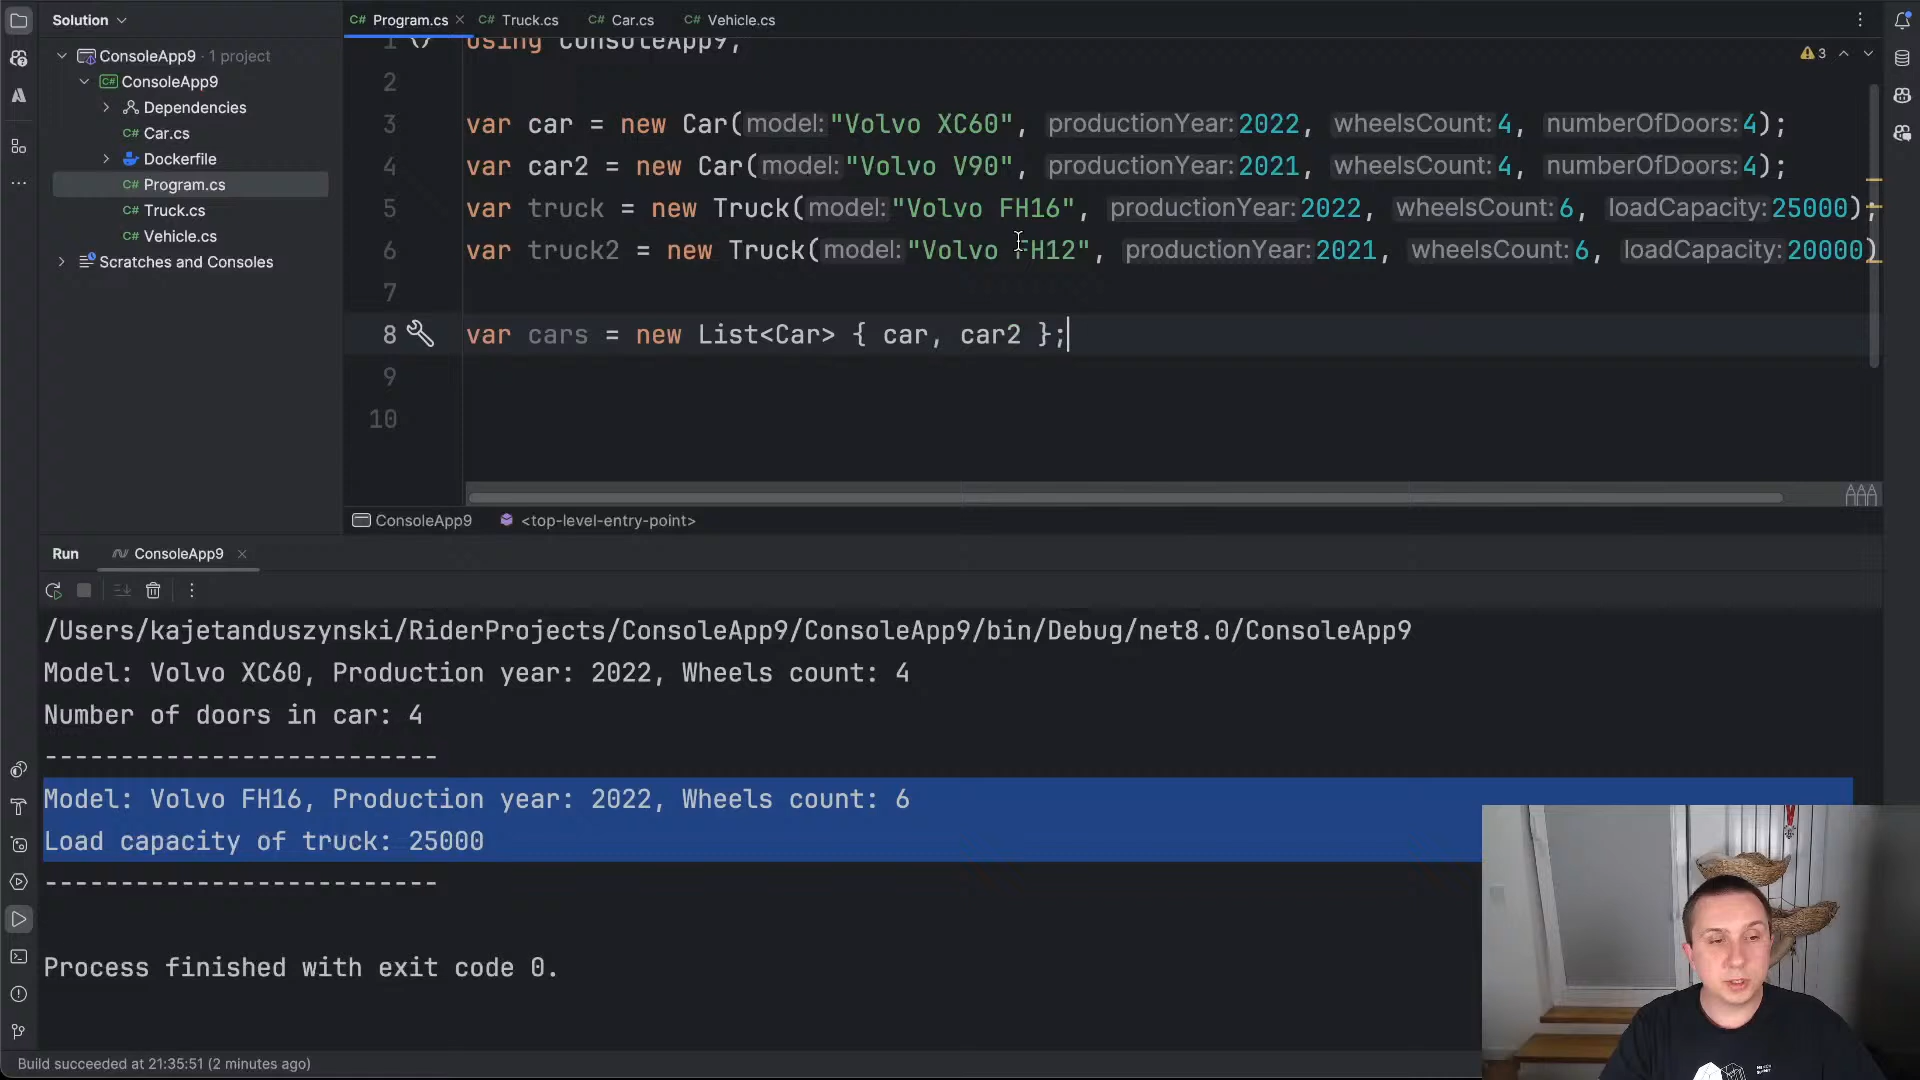 Solution
ConsoleApp9 · 1 project
ConsoleApp9
Dependencies
C# Car.cs
Dockerfile
C# Program.cs
C# Truck.cs
C# Vehicle.cs
Scratches and Consoles
C# Program.cs
C# Truck.cs
C# Car.cs
C# Vehicle.cs
3
1 using ConsoleApp9;
2
3 var car = new Car(model:"Volvo XC60", productionYear:2022, wheelsCount:4, numberOfDoors:4);
4 var car2 = new Car(model:"Volvo V90", productionYear:2021, wheelsCount:4, numberOfDoors:4);
5 var truck = new Truck(model:"Volvo FH16", productionYear:2022, wheelsCount:6, loadCapacity:25000);
6 var truck2 = new Truck(model:"Volvo FH12", productionYear:2021, wheelsCount:6, loadCapacity:20000)
7
8 var cars = new List<Car> { car, car2 };
9
10
ConsoleApp9 <top-level-entry-point>
Run ConsoleApp9
/Users/kajetanduszynski/RiderProjects/ConsoleApp9/ConsoleApp9/bin/Debug/net8.0/ConsoleApp9
Model: Volvo XC60, Production year: 2022, Wheels count: 4
Number of doors in car: 4
--------------------------
Model: Volvo FH16, Production year: 2022, Wheels count: 6
Load capacity of truck: 25000
--------------------------
Process finished with exit code 0.
Build succeeded at 21:35:51 (2 minutes ago)